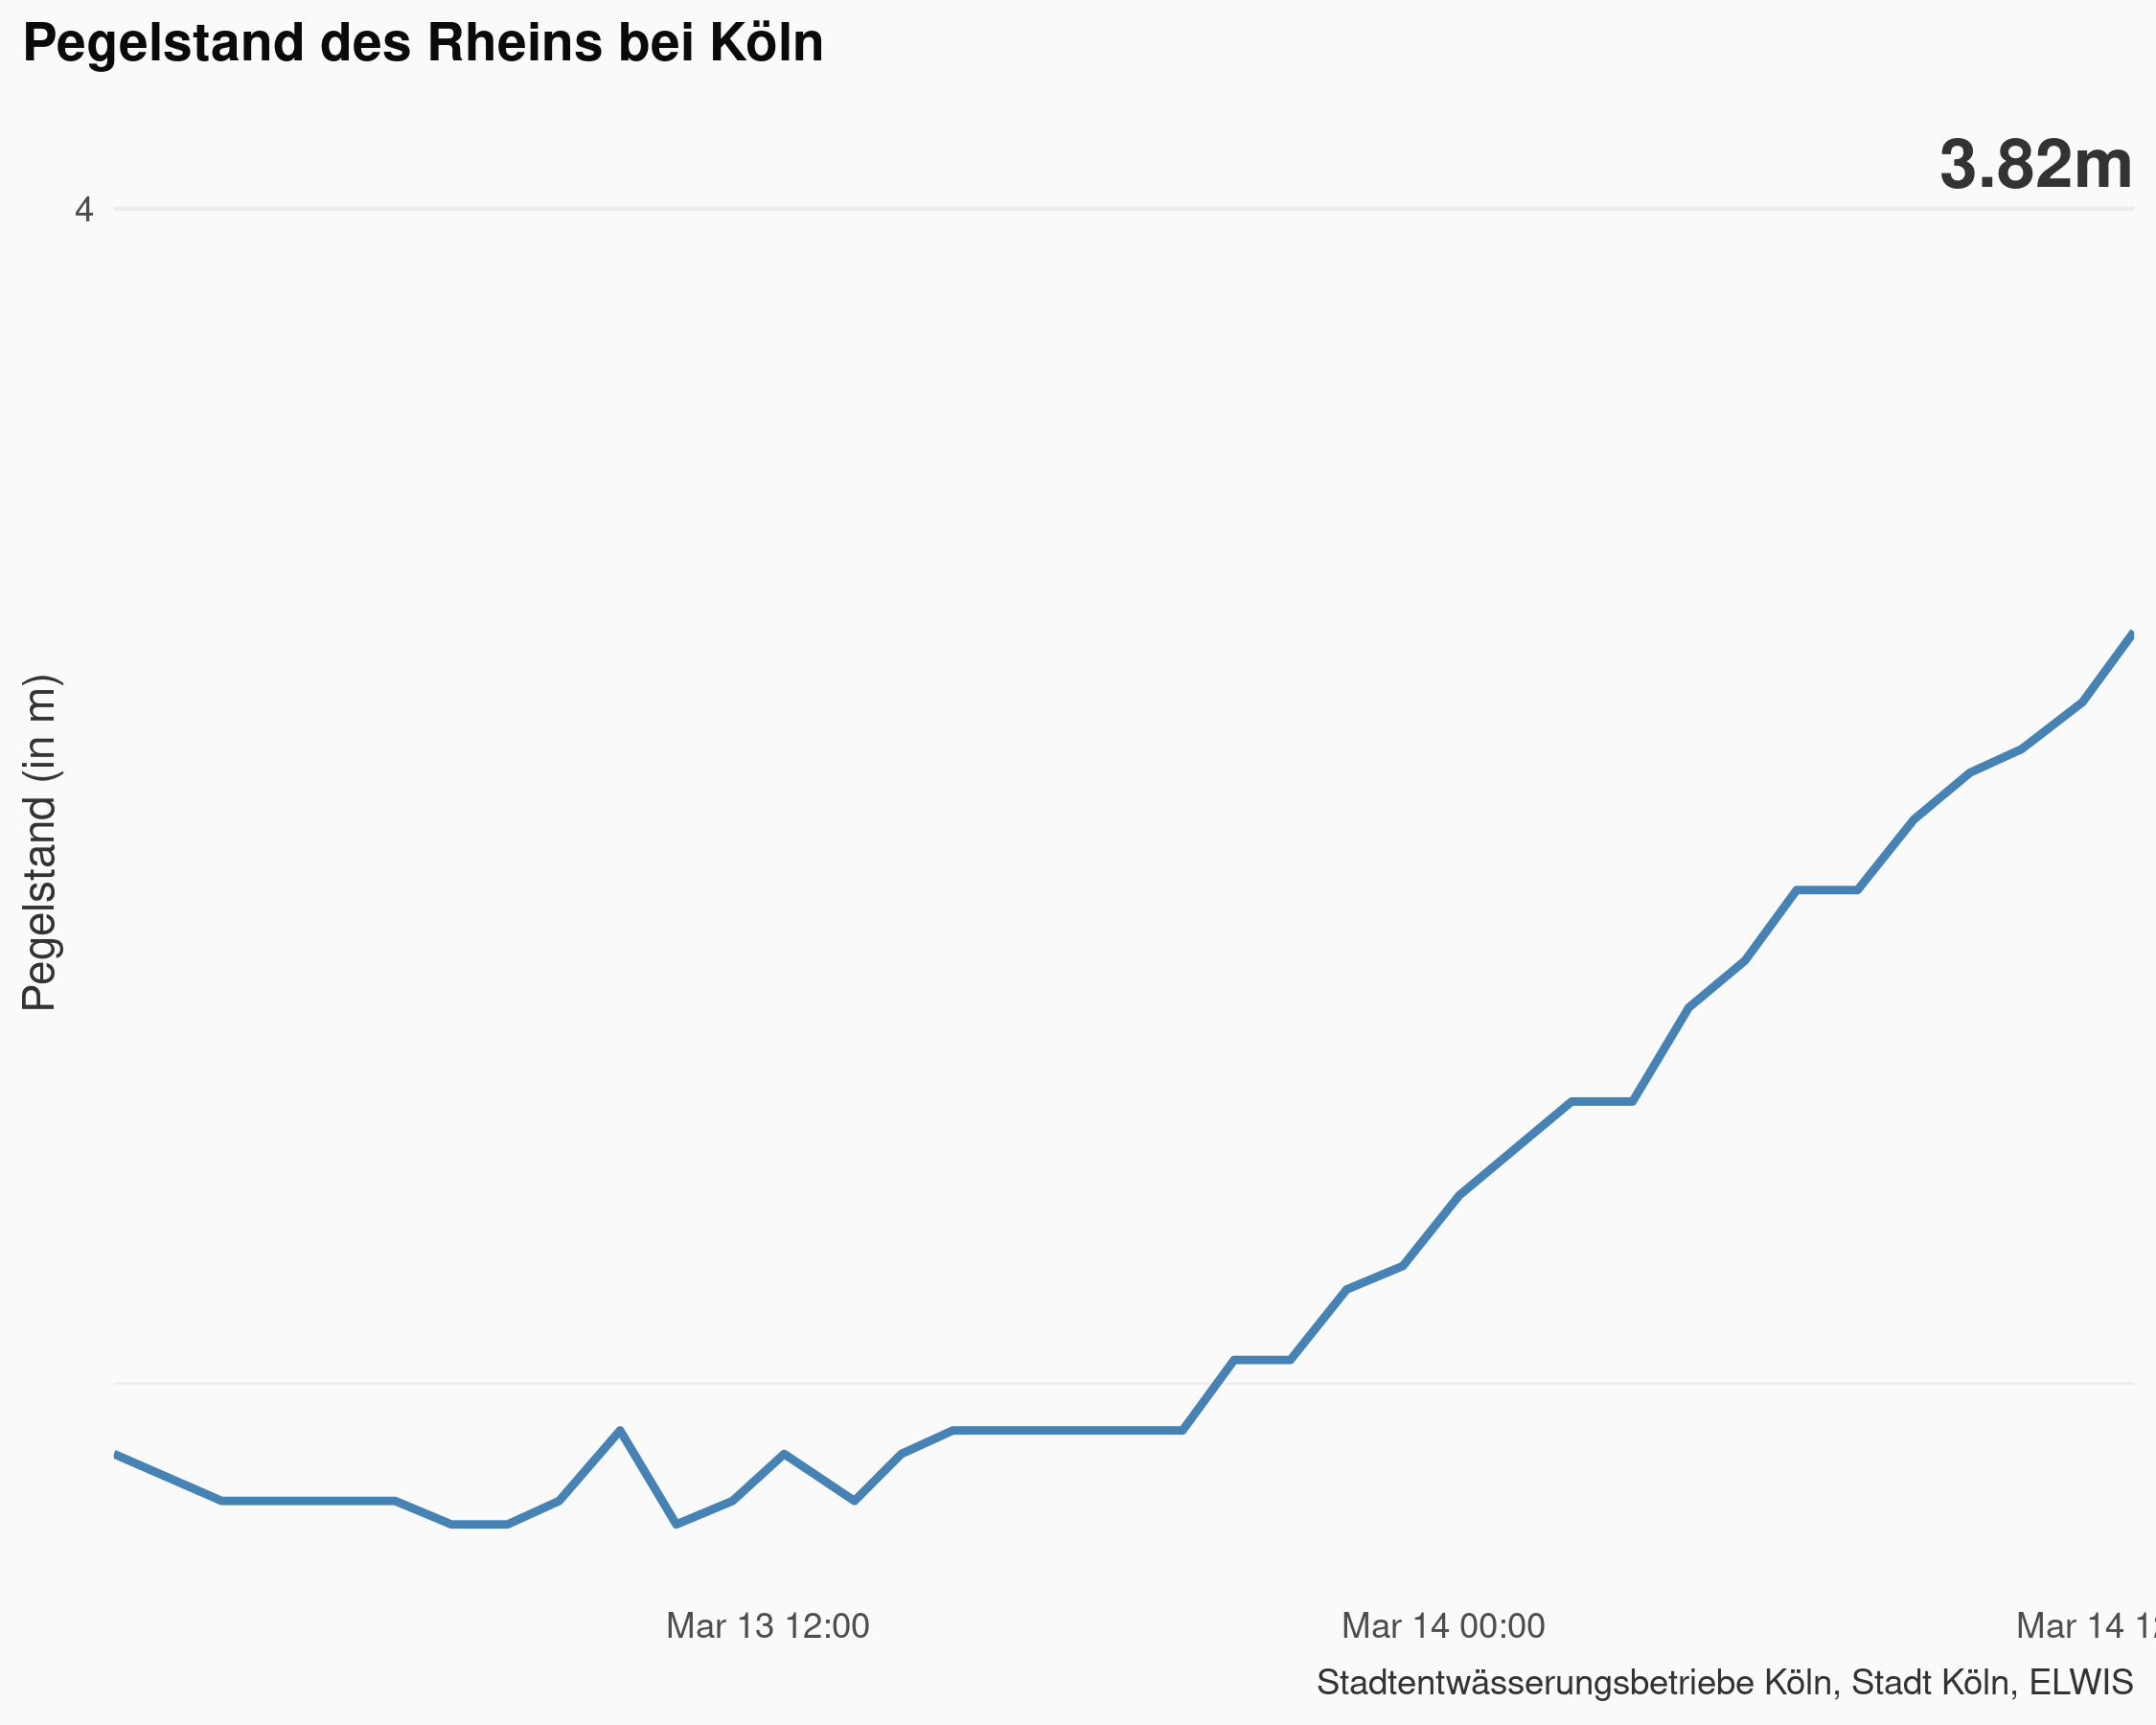 Pegelstand des Rheins bei Köln
3.82m
4
Pegelstand (in m)
Mar 13 12:00
Mar 14 00:00
Mar 14 12
Stadtentwässerungsbetriebe Köln, Stadt Köln, ELWIS